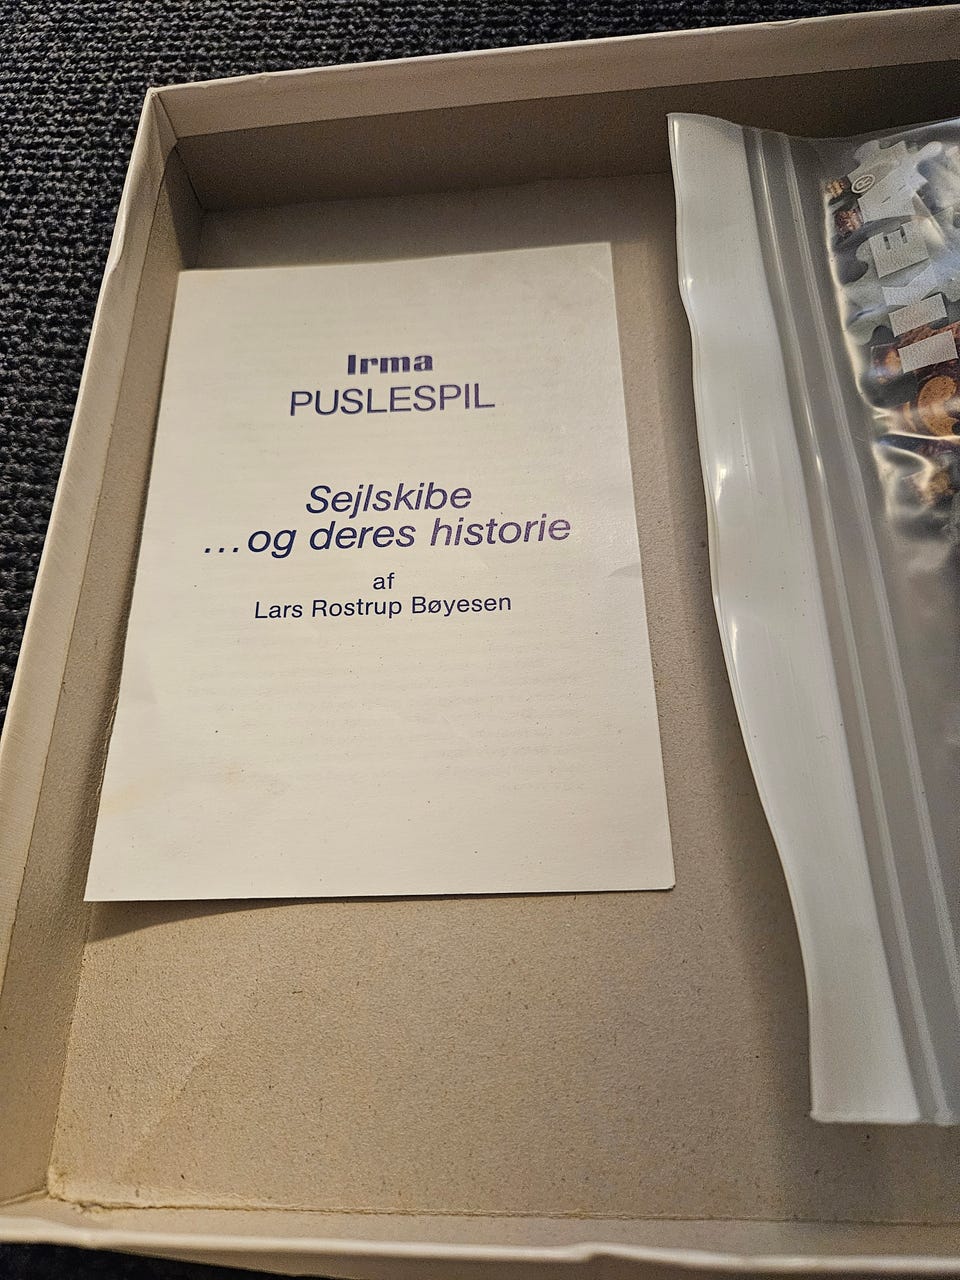 Irma
PUSLESPIL
Sejlskibe
...og deres historie
af
Lars Rostrup Bøyesen